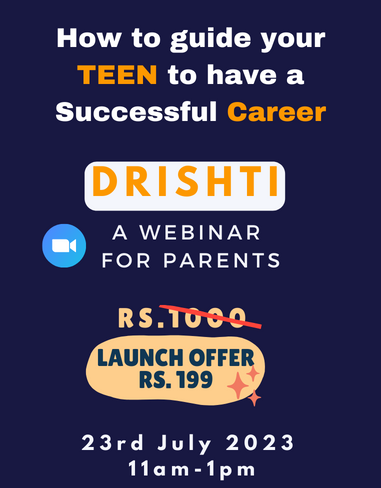 How to guide your
TEEN to have a
Successful Career
DRISHTI
A WEBINAR
FOR PARENTS
RS.1000
LAUNCH OFFER
RS. 199
23rd July 2023
11am-1pm